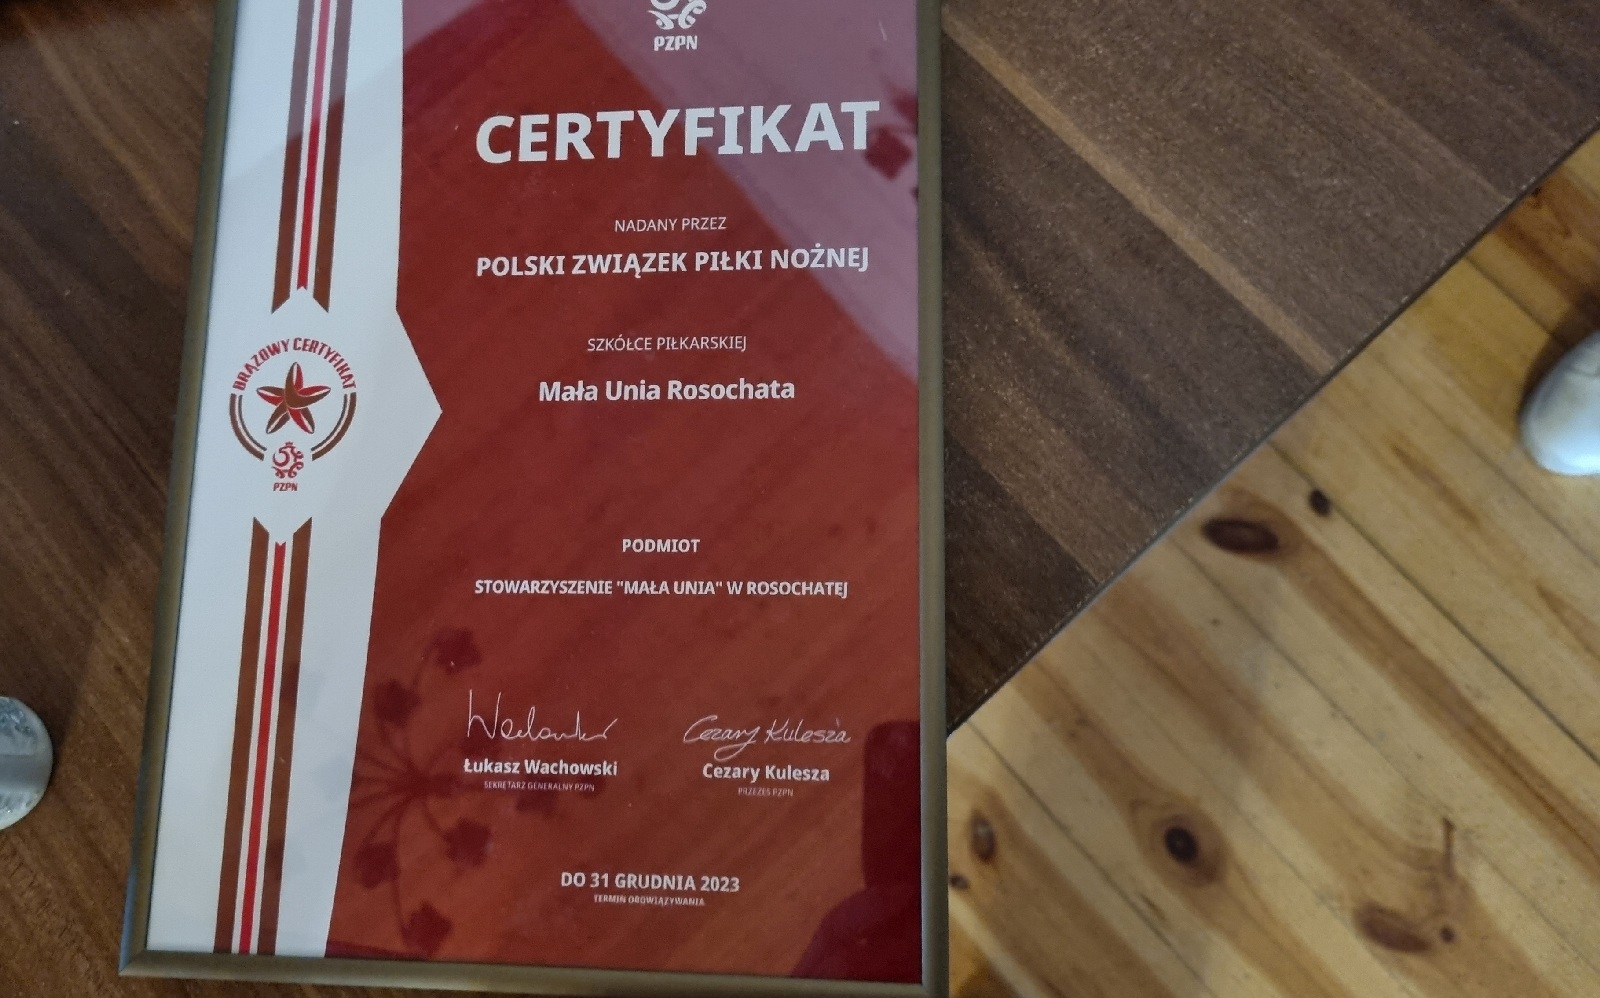 PZPN
CERTYFIKAT
NADANY PRZEZ
POLSKI ZWIĄZEK PIŁKI NOŻNEJ
SZKÓŁCE PIŁKARSKIEJ
Mała Unia Rosochata
BRĄZOWY CERTYFIKAT
PZPN
PODMIOT
STOWARZYSZENIE "MAŁA UNIA" W ROSOCHATEJ
Cezary Kulesza
Łukasz Wachowski
SEKRETARZ GENERALNY PZPN
Cezary Kulesza
PREZES PZPN
DO 31 GRUDNIA 2023
TERMIN OBOWIĄZYWANIA